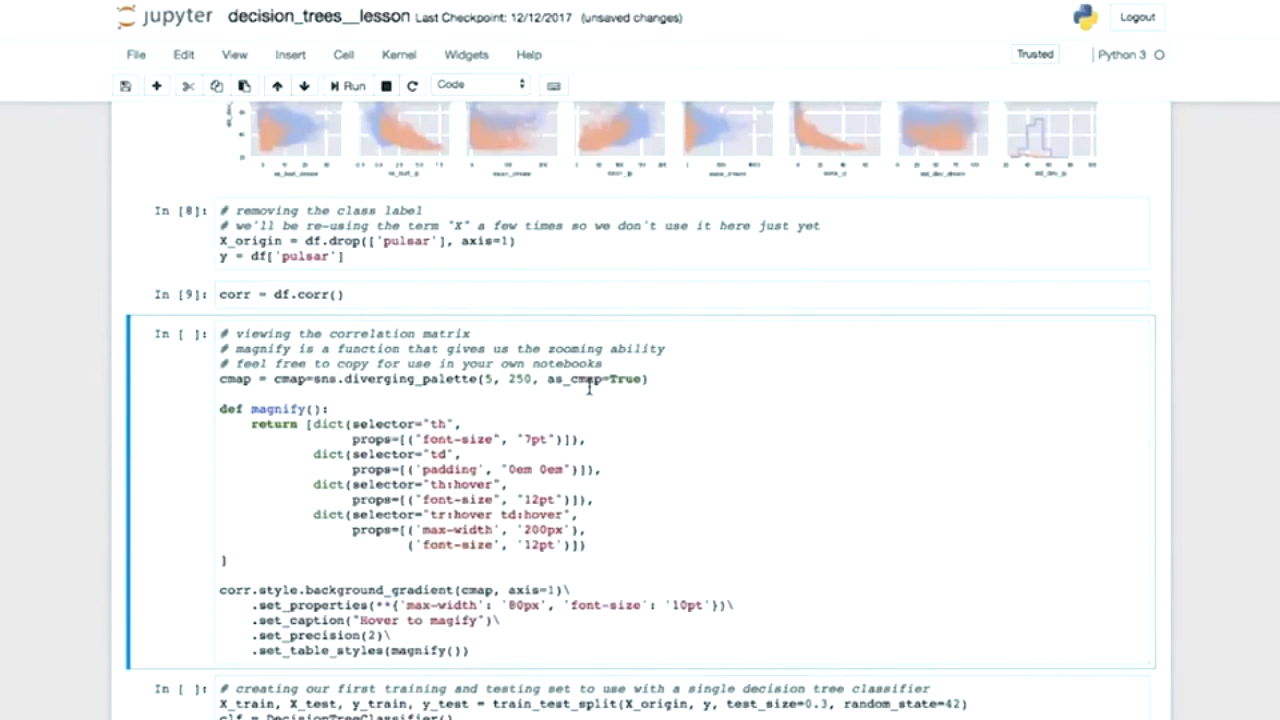 jupyter decision_trees__lesson Last Checkpoint: 12/12/2017 (unsaved changes) Logout
File Edit View Insert Cell Kernel Widgets Help Trusted Python 3
Run Code
In [8]: # removing the class label
# we'll be re-using the term "X" a few times so we don't use it here just yet
X_origin = df.drop(['pulsar'], axis=1)
y = df['pulsar']
In [9]: corr = df.corr()
In [ ]: # viewing the correlation matrix
# magnify is a function that gives us the zooming ability
# feel free to copy for use in your own notebooks
cmap = cmap=sns.diverging_palette(5, 250, as_cmap=True)
def magnify():
return [dict(selector="th",
props=[("font-size", "7pt")]),
dict(selector="td",
props=[('padding', "0em 0em")]),
dict(selector="th:hover",
props=[("font-size", "12pt")]),
dict(selector="tr:hover td:hover",
props=[('max-width', '200px'),
('font-size', '12pt')])
]
corr.style.background_gradient(cmap, axis=1)\
.set_properties(**{'max-width': '80px', 'font-size': '10pt'})\
.set_caption("Hover to magify")\
.set_precision(2)\
.set_table_styles(magnify())
In [ ]: # creating our first training and testing set to use with a single decision tree classifier
X_train, X_test, y_train, y_test = train_test_split(X_origin, y, test_size=0.3, random_state=42)
clf = DecisionTreeClassifier()